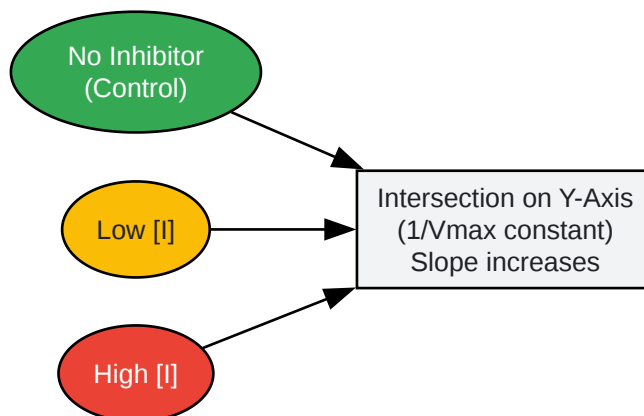 No Inhibitor
(Control)
Low [I]
High [I]
Intersection on Y-Axis
(1/Vmax constant)
Slope increases